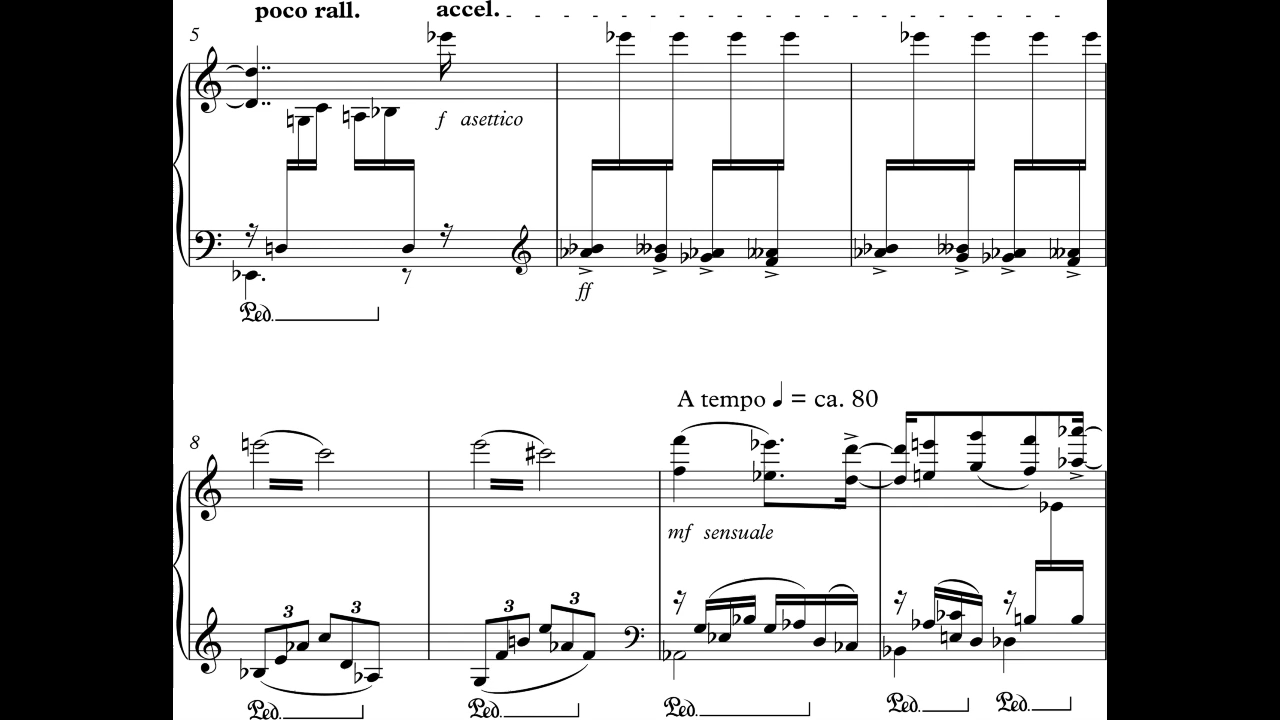 poco rall. accel.
5
f asettico
ff
Ped. 
A tempo ♩ = ca. 80
8
mf sensuale
3 3 3 3
Ped. Ped. Ped. Ped. Ped.